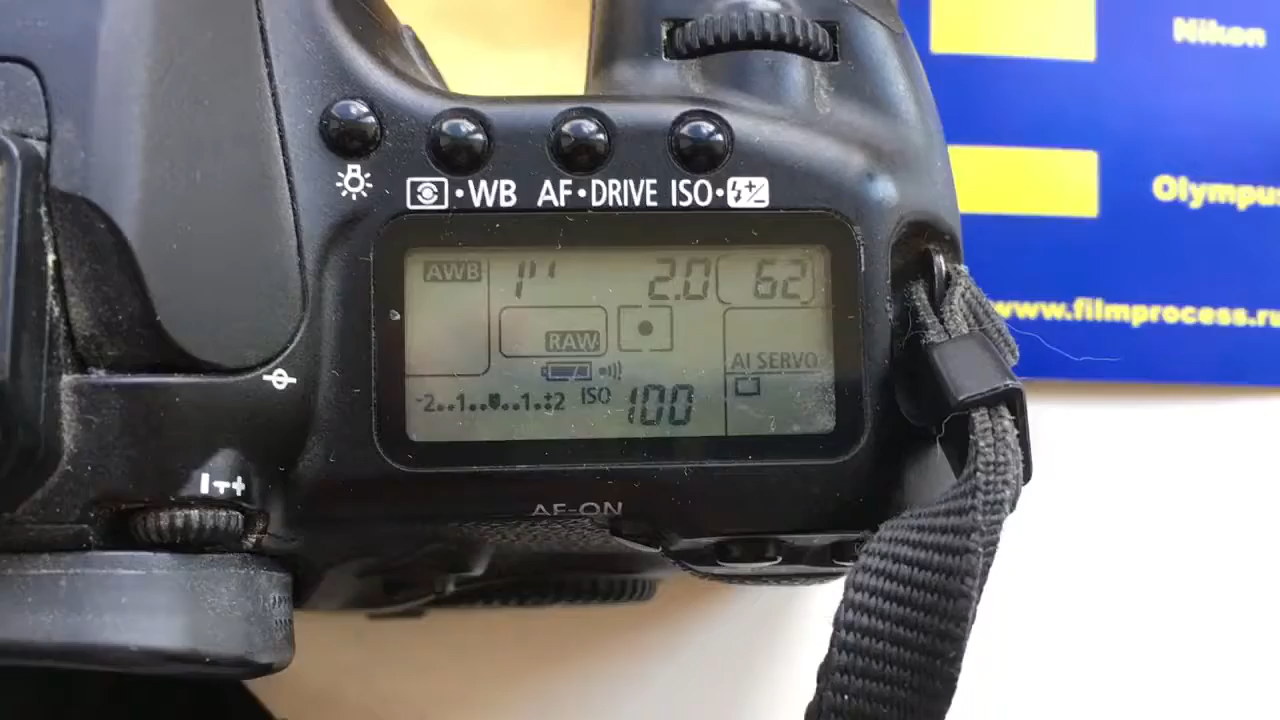 Nikon
Olympus
www.filmprocess.ru
WB AF•DRIVE ISO•
AWB 1" 2.0 [62]
RAW
AI SERVO
-2..1..0..1.:2 ISO 100
AF-ON